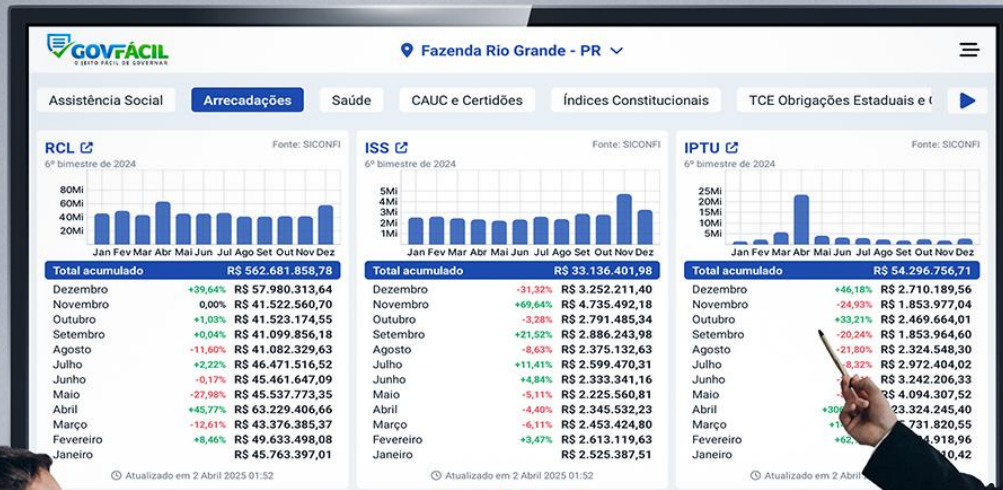 GOVFÁCIL
O JEITO FÁCIL DE GOVERNAR
Fazenda Rio Grande - PR
Assistência Social Arrecadações Saúde CAUC e Certidões Índices Constitucionais TCE Obrigações Estaduais e
RCL Fonte: SICONFI
6º bimestre de 2024
80Mi
60Mi
40Mi
20Mi
Jan Fev Mar Abr Mai Jun Jul Ago Set Out Nov Dez
Total acumulado R$ 562.681.858,78
Dezembro +39,64% R$ 57.980.313,64
Novembro 0,00% R$ 41.522.560,70
Outubro +1,03% R$ 41.523.174,55
Setembro +0,04% R$ 41.099.856,18
Agosto -11,60% R$ 41.082.329,63
Julho +2,22% R$ 46.471.516,52
Junho -0,17% R$ 45.461.647,09
Maio -27,98% R$ 45.537.773,35
Abril +45,77% R$ 63.229.406,66
Março -12,61% R$ 43.376.385,37
Fevereiro +8,46% R$ 49.633.498,08
Janeiro R$ 45.763.397,01
Atualizado em 2 Abril 2025 01:52
ISS Fonte: SICONFI
6º bimestre de 2024
5Mi
4Mi
3Mi
2Mi
1Mi
Jan Fev Mar Abr Mai Jun Jul Ago Set Out Nov Dez
Total acumulado R$ 33.136.401,98
Dezembro -31,32% R$ 3.252.211,40
Novembro +69,64% R$ 4.735.492,18
Outubro -3,28% R$ 2.791.485,34
Setembro +21,52% R$ 2.886.243,98
Agosto -8,63% R$ 2.375.132,63
Julho +11,41% R$ 2.599.470,31
Junho +4,84% R$ 2.333.341,16
Maio -5,11% R$ 2.225.560,81
Abril -4,40% R$ 2.345.532,23
Março -6,11% R$ 2.453.424,80
Fevereiro +3,47% R$ 2.613.119,63
Janeiro R$ 2.525.387,51
Atualizado em 2 Abril 2025 01:52
IPTU Fonte: SICONFI
6º bimestre de 2024
25Mi
20Mi
15Mi
10Mi
5Mi
Jan Fev Mar Abr Mai Jun Jul Ago Set Out Nov Dez
Total acumulado R$ 54.296.756,71
Dezembro +46,18% R$ 2.710.189,56
Novembro -24,93% R$ 1.853.977,04
Outubro +33,21% R$ 2.469.664,01
Setembro -20,24% R$ 1.853.964,60
Agosto -21,80% R$ 2.324.548,30
Julho -8,32% R$ 2.972.404,02
Junho R$ 3.242.206,33
Maio R$ 4.094.307,52
Abril 23.324.245,40
Março
Fevereiro
Janeiro
Atualizado em 2 Abril